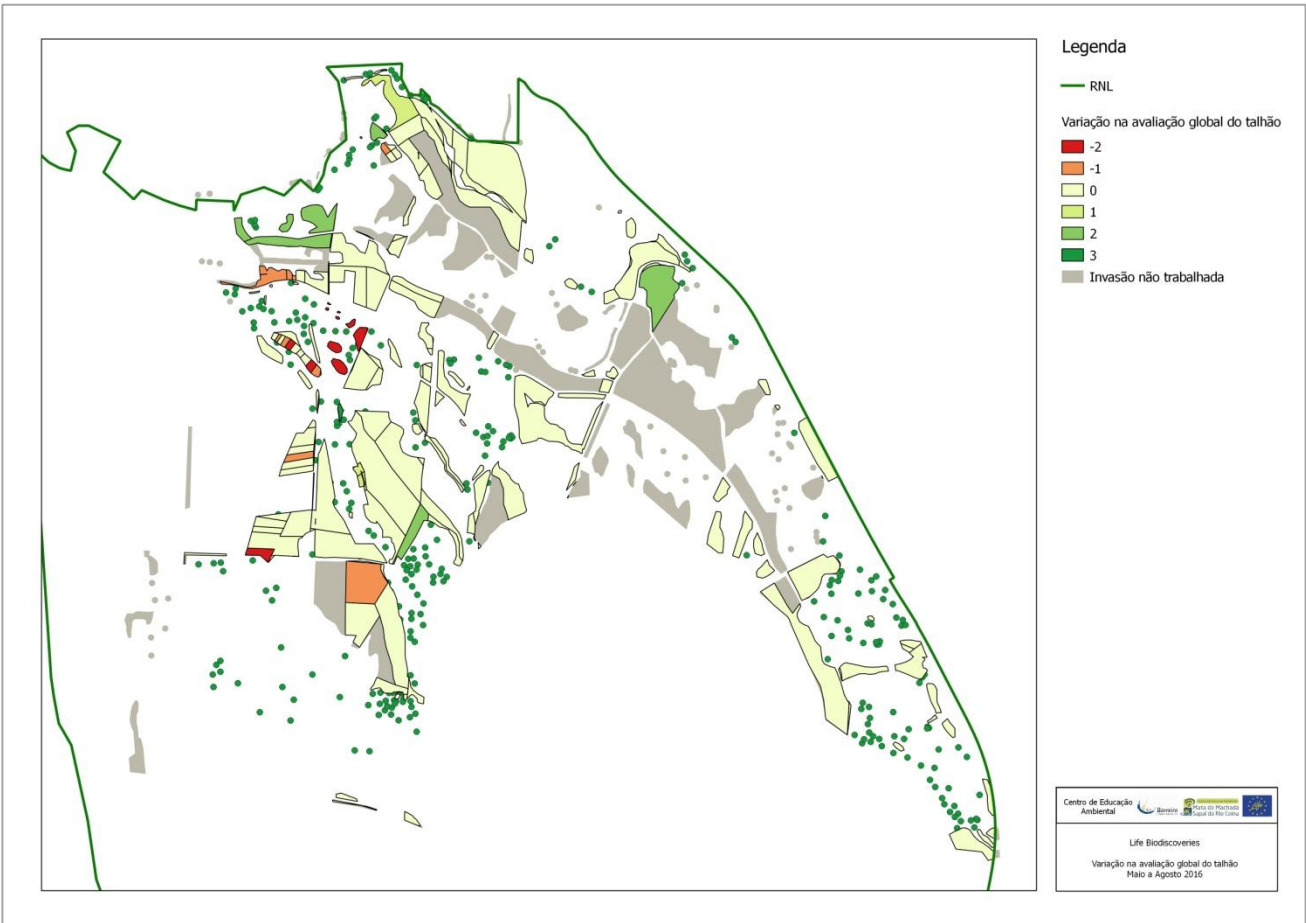 Legenda
RNL
Variação na avaliação global do talhão
-2
-1
0
1
2
3
Invasão não trabalhada
Centro de Educação
Ambiental
Barreiro
Mata da Machada
Sapal do Rio Coina
Life Biodiscoveries
Variação na avaliação global do talhão
Maio a Agosto 2016